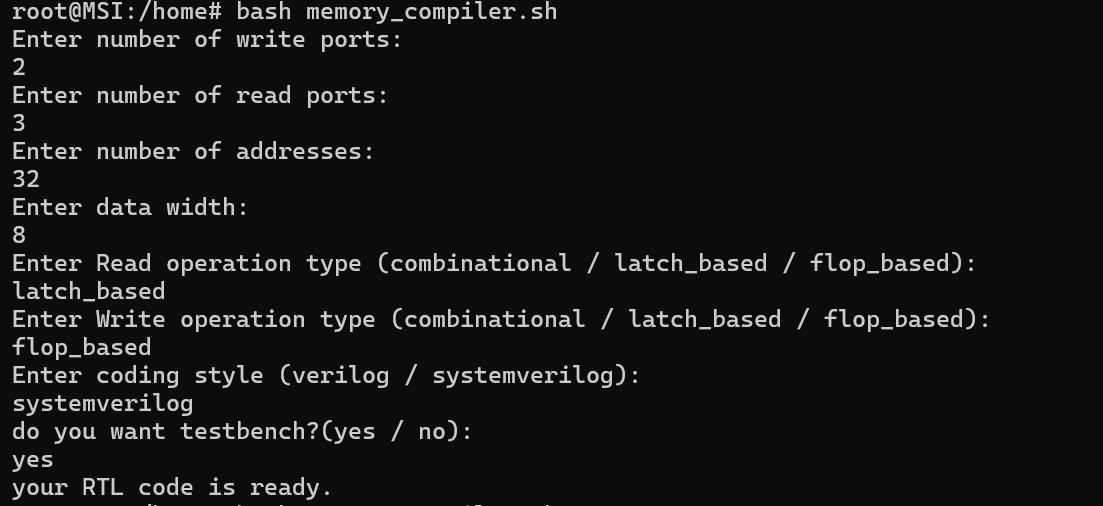 root@MSI:/home# bash memory_compiler.sh
Enter number of write ports:
2
Enter number of read ports:
3
Enter number of addresses:
32
Enter data width:
8
Enter Read operation type (combinational / latch_based / flop_based):
latch_based
Enter Write operation type (combinational / latch_based / flop_based):
flop_based
Enter coding style (verilog / systemverilog):
systemverilog
do you want testbench?(yes / no):
yes
your RTL code is ready.